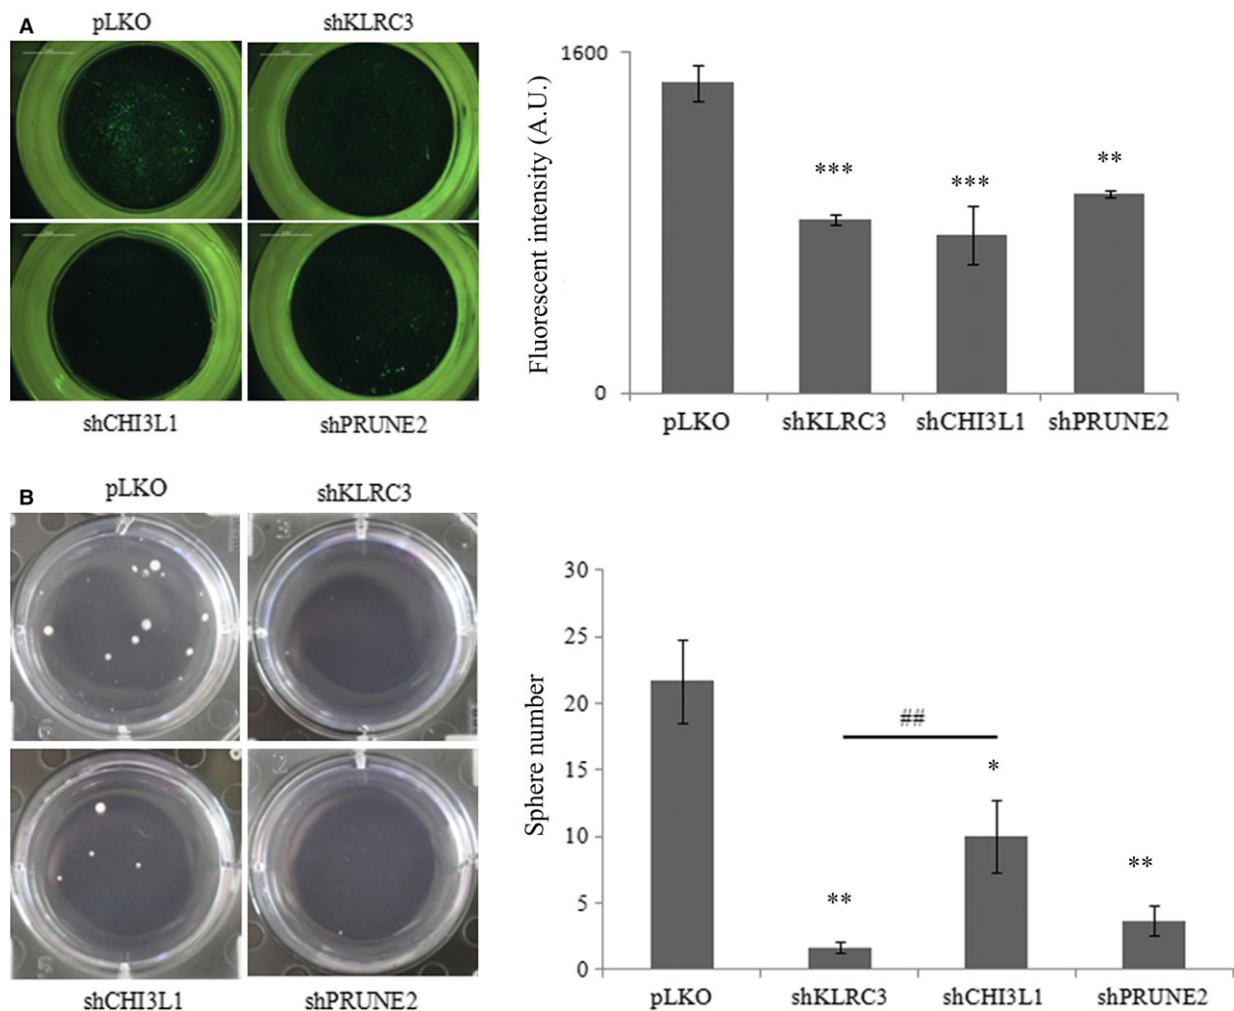 A
pLKO
shKLRC3
shCHI3L1
shPRUNE2
Fluorescent intensity (A.U.)
1600
0
***
***
**
pLKO
shKLRC3
shCHI3L1
shPRUNE2
B
pLKO
shKLRC3
shCHI3L1
shPRUNE2
Sphere number
30
25
20
15
10
5
0
##
**
*
**
pLKO
shKLRC3
shCHI3L1
shPRUNE2